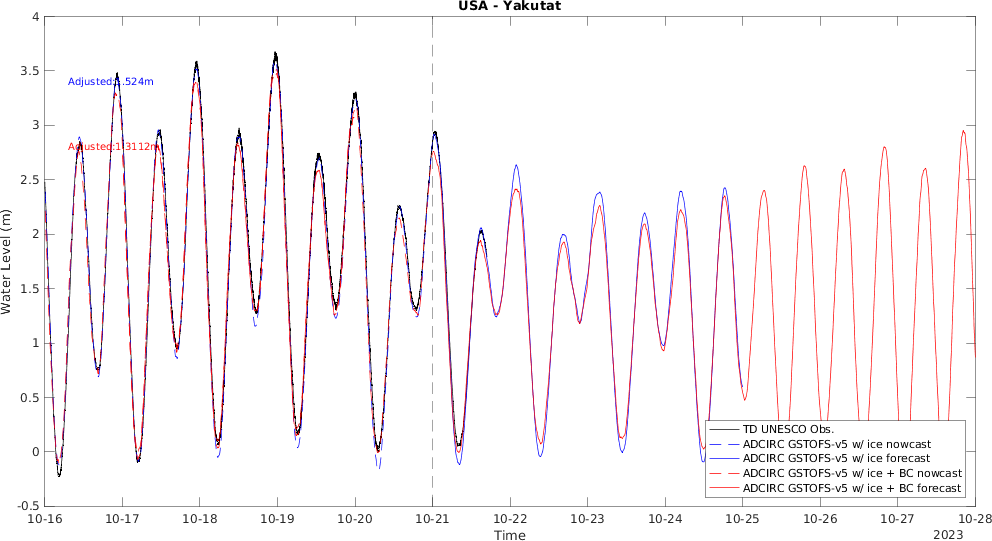 USA - Yakutat
4
3.5
3
2.5
2
1.5
1
0.5
0
-0.5
Water Level (m)
Adjusted:1.524m
Adjusted:1.3112m
TD UNESCO Obs.
ADCIRC GSTOFS-v5 w/ ice nowcast
ADCIRC GSTOFS-v5 w/ ice forecast
ADCIRC GSTOFS-v5 w/ ice + BC nowcast
ADCIRC GSTOFS-v5 w/ ice + BC forecast
10-16 10-17 10-18 10-19 10-20 10-21 10-22 10-23 10-24 10-25 10-26 10-27 10-28
Time
2023